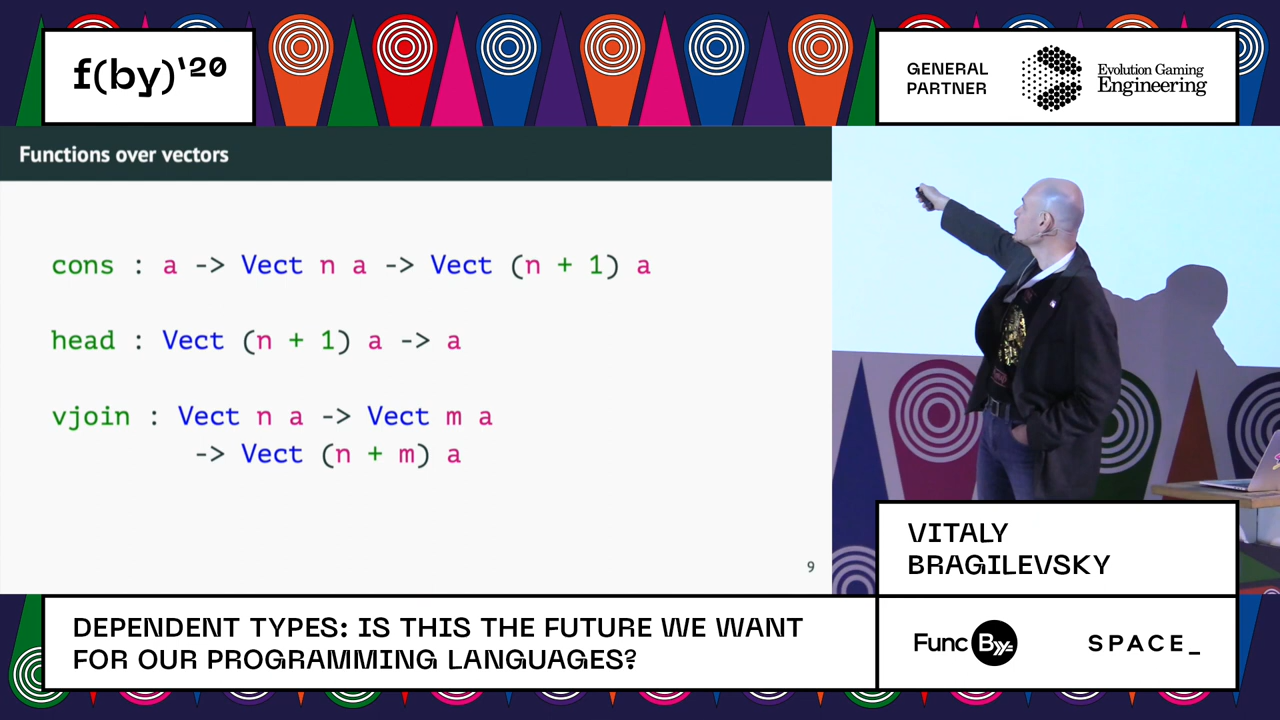 f(by)'20
GENERAL
PARTNER
Evolution Gaming
Engineering
Functions over vectors
cons : a -> Vect n a -> Vect (n + 1) a
head : Vect (n + 1) a -> a
vjoin : Vect n a -> Vect m a
-> Vect (n + m) a
9
VITALY
BRAGILEVSKY
DEPENDENT TYPES: IS THIS THE FUTURE WE WANT
FOR OUR PROGRAMMING LANGUAGES?
Func By
SPACE_